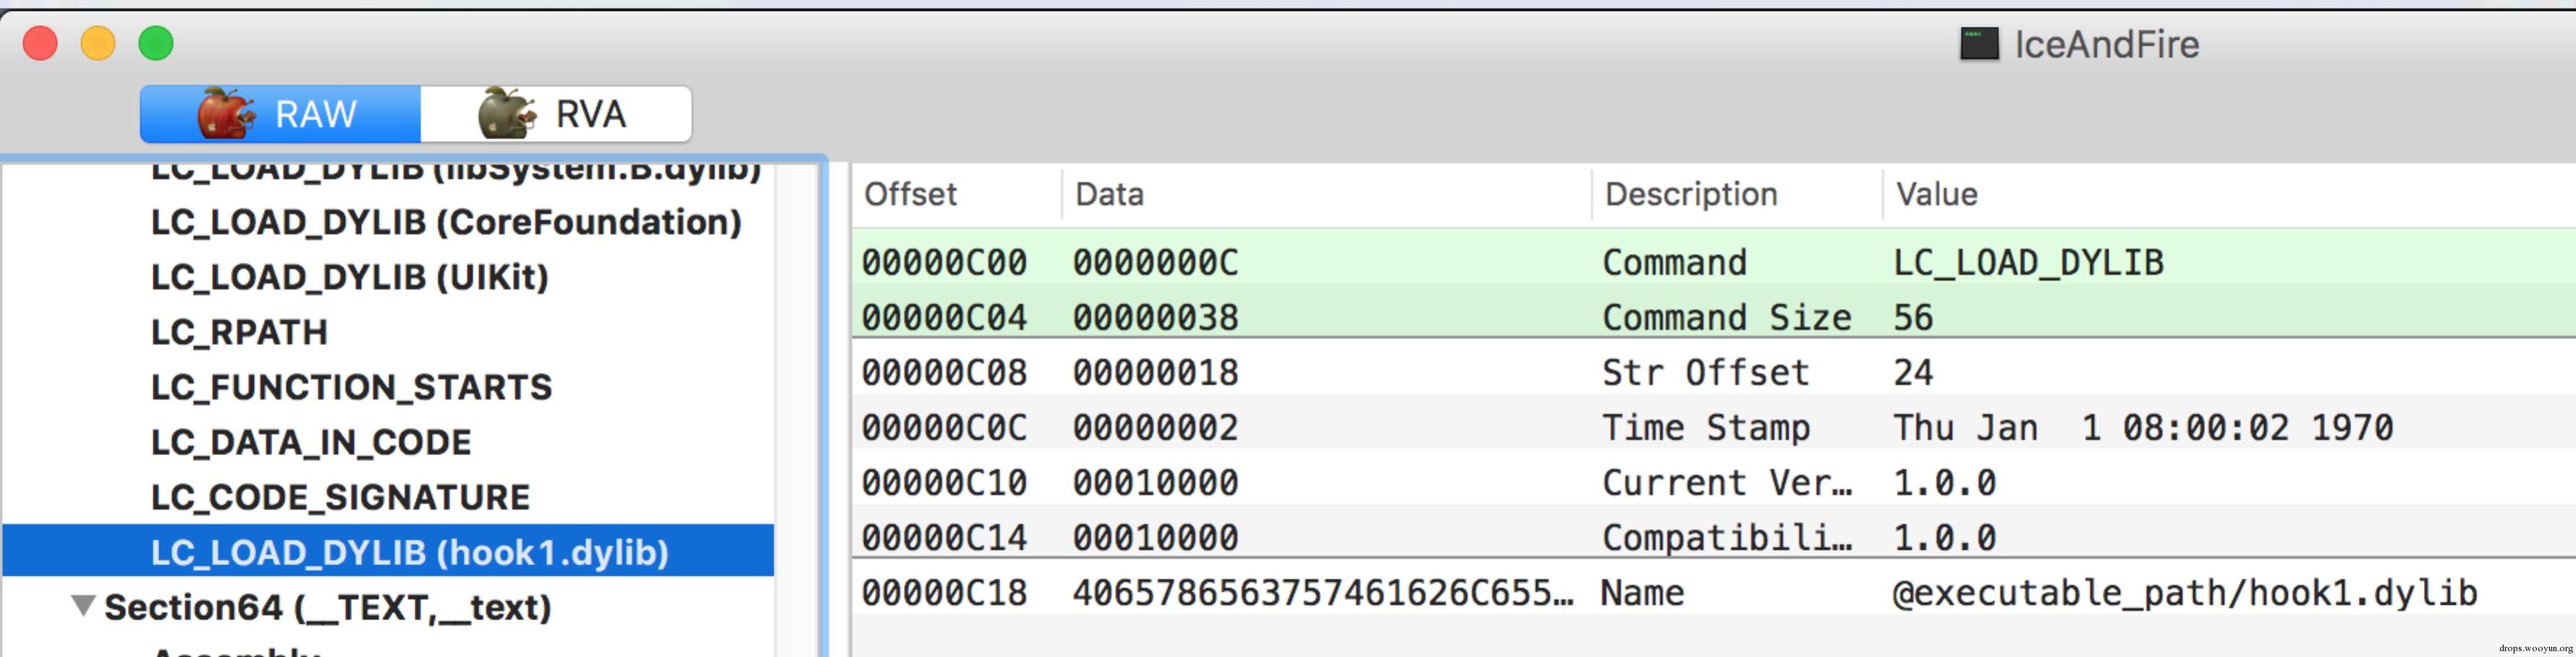 IceAndFire
RAW
RVA
LC_LOAD_DYLIB (libSystem.B.dylib)
LC_LOAD_DYLIB (CoreFoundation)
LC_LOAD_DYLIB (UIKit)
LC_RPATH
LC_FUNCTION_STARTS
LC_DATA_IN_CODE
LC_CODE_SIGNATURE
LC_LOAD_DYLIB (hook1.dylib)
Section64 (__TEXT,__text)
Assembly
Offset Data Description Value
00000C00 0000000C Command LC_LOAD_DYLIB
00000C04 00000038 Command Size 56
00000C08 00000018 Str Offset 24
00000C0C 00000002 Time Stamp Thu Jan  1 08:00:02 1970
00000C10 00010000 Current Ver… 1.0.0
00000C14 00010000 Compatibili… 1.0.0
00000C18 4065786563757461626C655… Name @executable_path/hook1.dylib
drops.wooyun.org